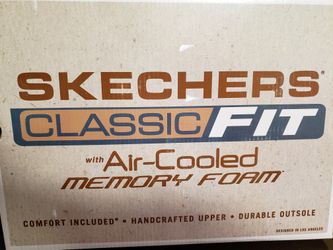 SKECHERS®
CLASSIC FIT
with Air-Cooled
MEMORY FOAM
COMFORT INCLUDED* • HANDCRAFTED UPPER • DURABLE OUTSOLE
DESIGNED IN LOS ANGELES